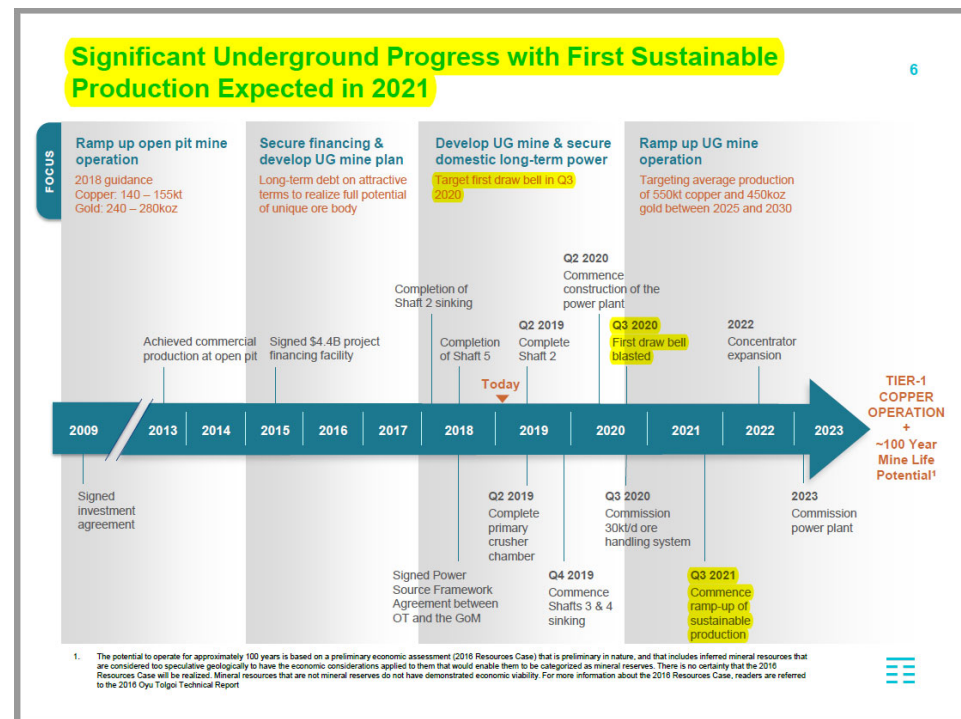 Significant Underground Progress with First Sustainable
Production Expected in 2021
6
FOCUS
Ramp up open pit mine
operation
2018 guidance
Copper: 140 – 155kt
Gold: 240 – 280koz
Secure financing &
develop UG mine plan
Long-term debt on attractive
terms to realize full potential
of unique ore body
Develop UG mine & secure
domestic long-term power
Target first draw bell in Q3
2020
Ramp up UG mine
operation
Targeting average production
of 550kt copper and 450koz
gold between 2025 and 2030
Achieved commercial
production at open pit
Signed $4.4B project
financing facility
Completion of
Shaft 2 sinking
Completion
of Shaft 5
Today
Q2 2019
Complete
Shaft 2
Q2 2020
Commence
construction of the
power plant
Q3 2020
First draw bell
blasted
2022
Concentrator
expansion
2009
2013
2014
2015
2016
2017
2018
2019
2020
2021
2022
2023
TIER-1
COPPER
OPERATION
+
~100 Year
Mine Life
Potential¹
Signed
investment
agreement
Signed Power
Source Framework
Agreement between
OT and the GoM
Q2 2019
Complete
primary
crusher
chamber
Q4 2019
Commence
Shafts 3 & 4
sinking
Q3 2020
Commission
30kt/d ore
handling system
Q3 2021
Commence
ramp-up of
sustainable
production
2023
Commission
power plant
1. The potential to operate for approximately 100 years is based on a preliminary economic assessment (2016 Resources Case) that is preliminary in nature, and that includes inferred mineral resources that
are considered too speculative geologically to have the economic considerations applied to them that would enable them to be categorized as mineral reserves. There is no certainty that the 2016
Resources Case will be realized. Mineral resources that are not mineral reserves do not have demonstrated economic viability. For more information about the 2016 Resources Case, readers are referred
to the 2016 Oyu Tolgoi Technical Report